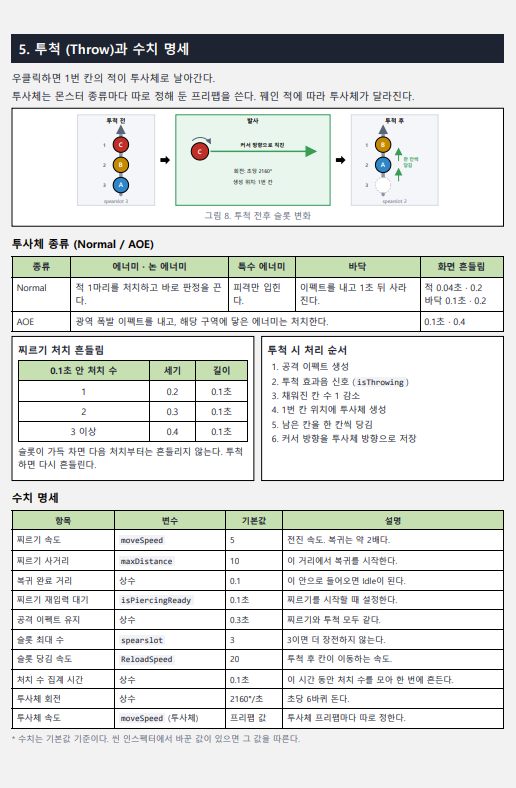 5. 투척 (Throw)과 수치 명세
우클릭하면 1번 칸의 적이 투사체로 날아간다.
투사체는 몬스터 종류마다 따로 정해 둔 프리팹을 쓴다. 꿰인 적에 따라 투사체가 달라진다.
투척 전
1 C
2 B
3 A
spearslot 3
발사
C
커서 방향으로 직진
회전: 초당 2160°
생성 위치: 1번 칸
투척 후
1 B
2 A
3
한 칸씩
당김
spearslot 2
그림 8. 투척 전후 슬롯 변화
투사체 종류 (Normal / AOE)
종류 에너미 · 논 에너미 특수 에너미 바닥 화면 흔들림
Normal 적 1마리를 처치하고 바로 판정을 끈다. 피격만 입힌다. 이펙트를 내고 1초 뒤 사라진다. 적 0.04초 · 0.2 바닥 0.1초 · 0.2
AOE 광역 폭발 이펙트를 내고, 해당 구역에 닿은 에너미는 처치한다. 0.1초 · 0.4
찌르기 처치 흔들림
0.1초 안 처치 수 세기 길이
1 0.2 0.1초
2 0.3 0.1초
3 이상 0.4 0.1초
슬롯이 가득 차면 다음 처치부터는 흔들리지 않는다. 투척
하면 다시 흔들린다.
투척 시 처리 순서
1. 공격 이펙트 생성
2. 투척 효과음 신호 (isThrowing)
3. 채워진 칸 수 1 감소
4. 1번 칸 위치에 투사체 생성
5. 남은 칸을 한 칸씩 당김
6. 커서 방향을 투사체 방향으로 저장
수치 명세
항목 변수 기본값 설명
찌르기 속도 moveSpeed 5 전진 속도. 복귀는 약 2배다.
찌르기 사거리 maxDistance 10 이 거리에서 복귀를 시작한다.
복귀 완료 거리 상수 0.1 이 안으로 들어오면 Idle이 된다.
찌르기 재입력 대기 isPiercingReady 0.1초 찌르기를 시작할 때 설정한다.
공격 이펙트 유지 상수 0.3초 찌르기와 투척 모두 같다.
슬롯 최대 수 spearslot 3 3이면 더 장전하지 않는다.
슬롯 당김 속도 ReloadSpeed 20 투척 후 칸이 이동하는 속도.
처치 수 집계 시간 상수 0.1초 이 시간 동안 처치 수를 모아 한 번에 흔든다.
투사체 회전 상수 2160°/초 초당 6바퀴 돈다.
투사체 속도 moveSpeed (투사체) 프리팹 값 투사체 프리팹마다 따로 정한다.
* 수치는 기본값 기준이다. 씬 인스펙터에서 바꾼 값이 있으면 그 값을 따른다.